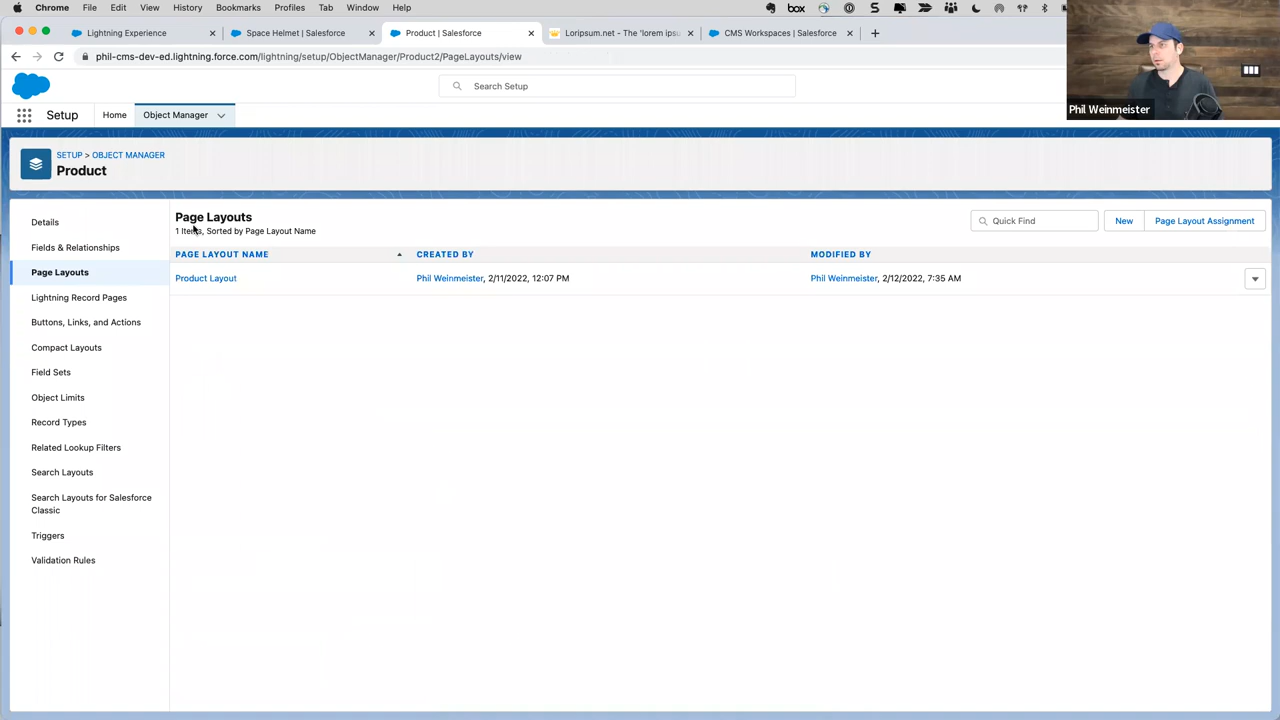 Chrome File Edit View History Bookmarks Profiles Tab Window Help
box
Lightning Experience
Space Helmet | Salesforce
Product | Salesforce
Loripsum.net - The 'lorem ipsu
CMS Workspaces | Salesforce
phil-cms-dev-ed.lightning.force.com/lightning/setup/ObjectManager/Product2/PageLayouts/view
Phil Weinmeister
Search Setup
Setup
Home
Object Manager
SETUP > OBJECT MANAGER
Product
Details
Fields & Relationships
Page Layouts
Lightning Record Pages
Buttons, Links, and Actions
Compact Layouts
Field Sets
Object Limits
Record Types
Related Lookup Filters
Search Layouts
Search Layouts for Salesforce
Classic
Triggers
Validation Rules
Page Layouts
1 Items, Sorted by Page Layout Name
Quick Find
New
Page Layout Assignment
PAGE LAYOUT NAME
CREATED BY
MODIFIED BY
Product Layout
Phil Weinmeister, 2/11/2022, 12:07 PM
Phil Weinmeister, 2/12/2022, 7:35 AM